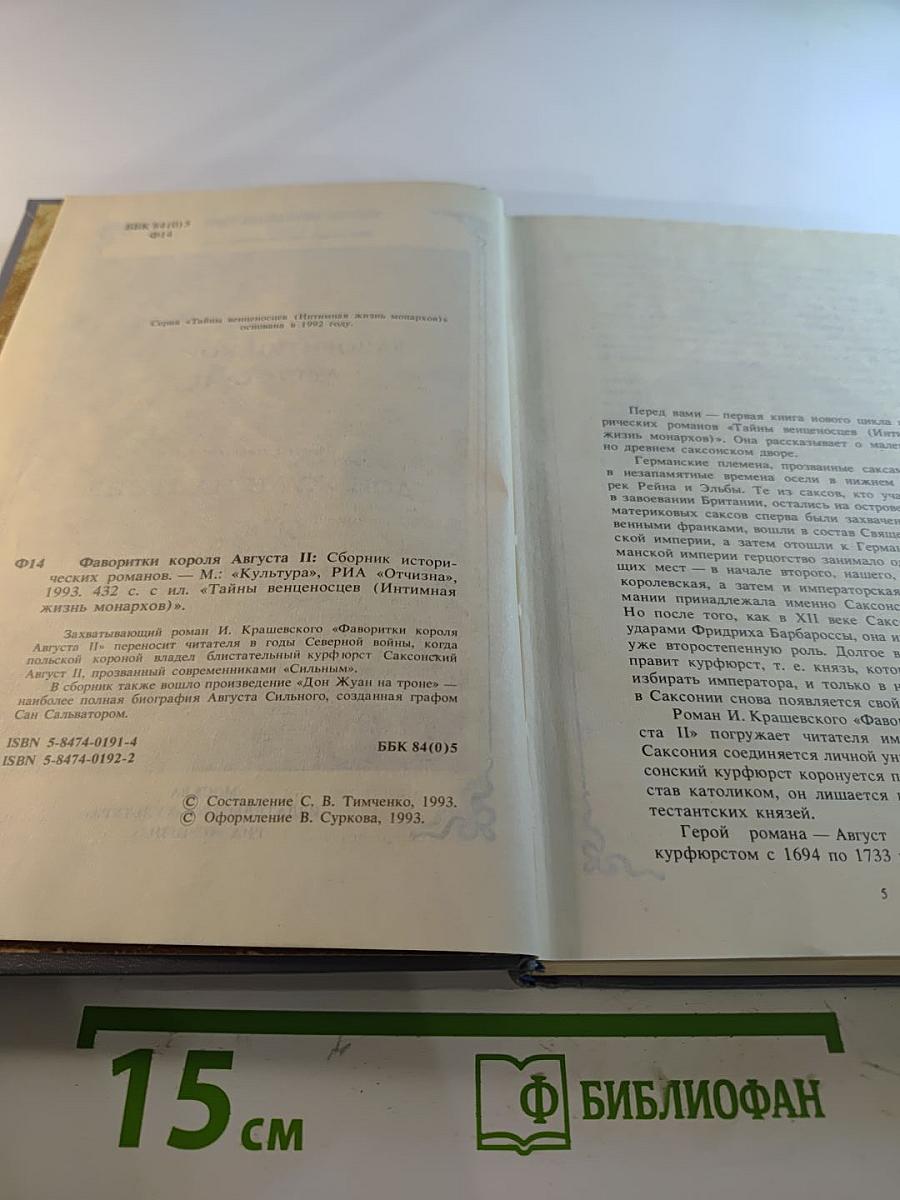 ББК 84(0)5
Ф14
Серия «Тайны венценосцев (Интимная жизнь монархов)»
основана в 1992 году.
Ф14 Фаворитки короля Августа II: Сборник истори-
ческих романов. — М.: «Культура», РИА «Отчизна»,
1993. 432 с. с ил. «Тайны венценосцев (Интимная
жизнь монархов)».
Захватывающий роман И. Крашевского «Фаворитки короля
Августа II» переносит читателя в годы Северной войны, когда
польской короной владел блистательный курфюрст Саксонский
Август II, прозванный современниками «Сильным».
В сборник также вошло произведение «Дон Жуан на троне» —
наиболее полная биография Августа Сильного, созданная графом
Сан Сальватором.
ISBN 5-8474-0191-4
ISBN 5-8474-0192-2
ББК 84(0)5
© Составление С. В. Тимченко, 1993.
© Оформление В. Суркова, 1993.
Перед вами — первая книга нового цикла
рических романов «Тайны венценосцев (Инти
жизнь монархов)». Она рассказывает о мале
но древнем саксонском дворе.
Германские племена, прозванные сакса
в незапамятные времена осели в нижнем
рек Рейна и Эльбы. Те из саксов, кто уча
в завоевании Британии, остались на острове
материковых саксов сперва были захвачен
венными франками, вошли в состав Свяще
ской империи, а затем отошли к Герман
манской империи герцогство занимало од
щих мест — в начале второго, нашего,
королевская, а затем и императорская
мании принадлежала именно Саксонс
Но после того, как в XII веке Сакс
ударами Фридриха Барбароссы, она и
уже второстепенную роль. Долгое в
правит курфюрст, т. е. князь, кото
избирать императора, и только в н
в Саксонии снова появляется свой
Роман И. Крашевского «Фаво
ста II» погружает читателя им
Саксония соединяется личной ун
сонский курфюрст коронуется п
став католиком, он лишается
тестантских князей.
Герой романа — Август
курфюрстом с 1694 по 1733
5
15 см
Ф
БИБЛИОФАН